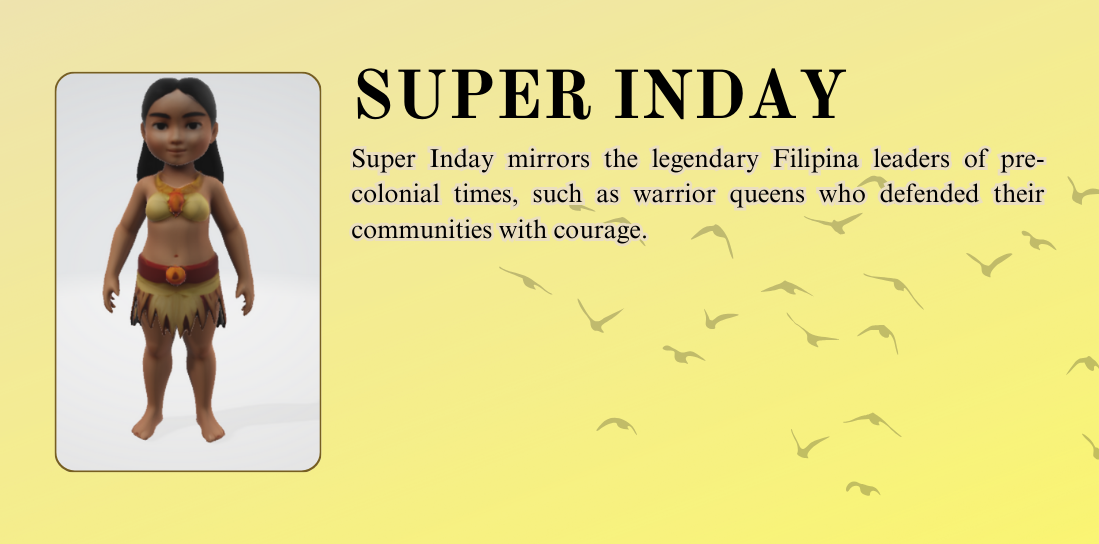 SUPER INDAY
Super Inday mirrors the legendary Filipina leaders of pre-
colonial times, such as warrior queens who defended their
communities with courage.